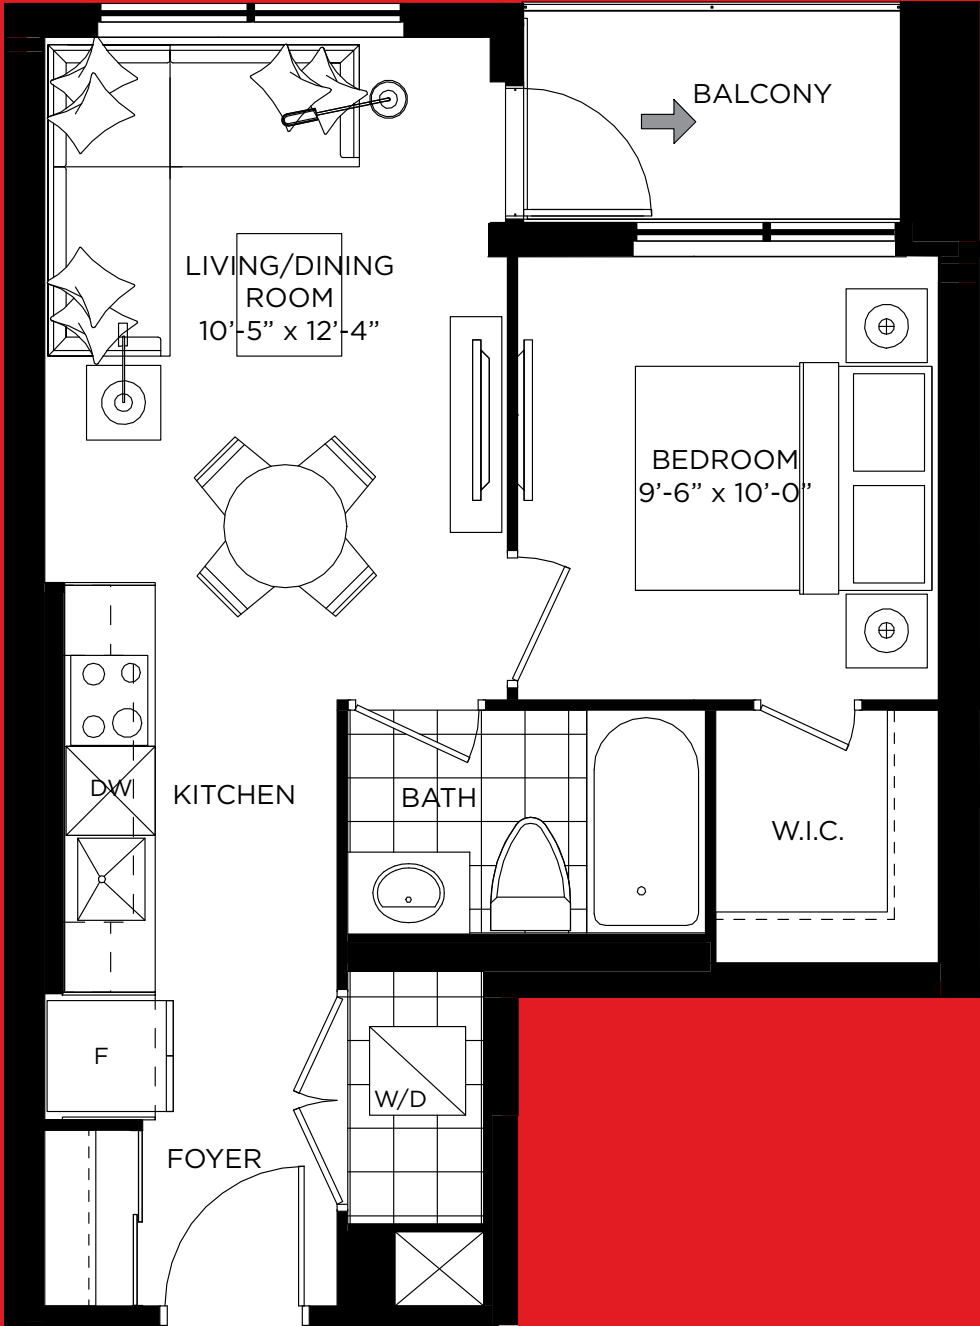 BALCONY
LIVING/DINING
ROOM
10’-5” x 12’-4”
BEDROOM
9’-6” x 10’-0”
DW
KITCHEN
BATH
W.I.C.
F
W/D
FOYER